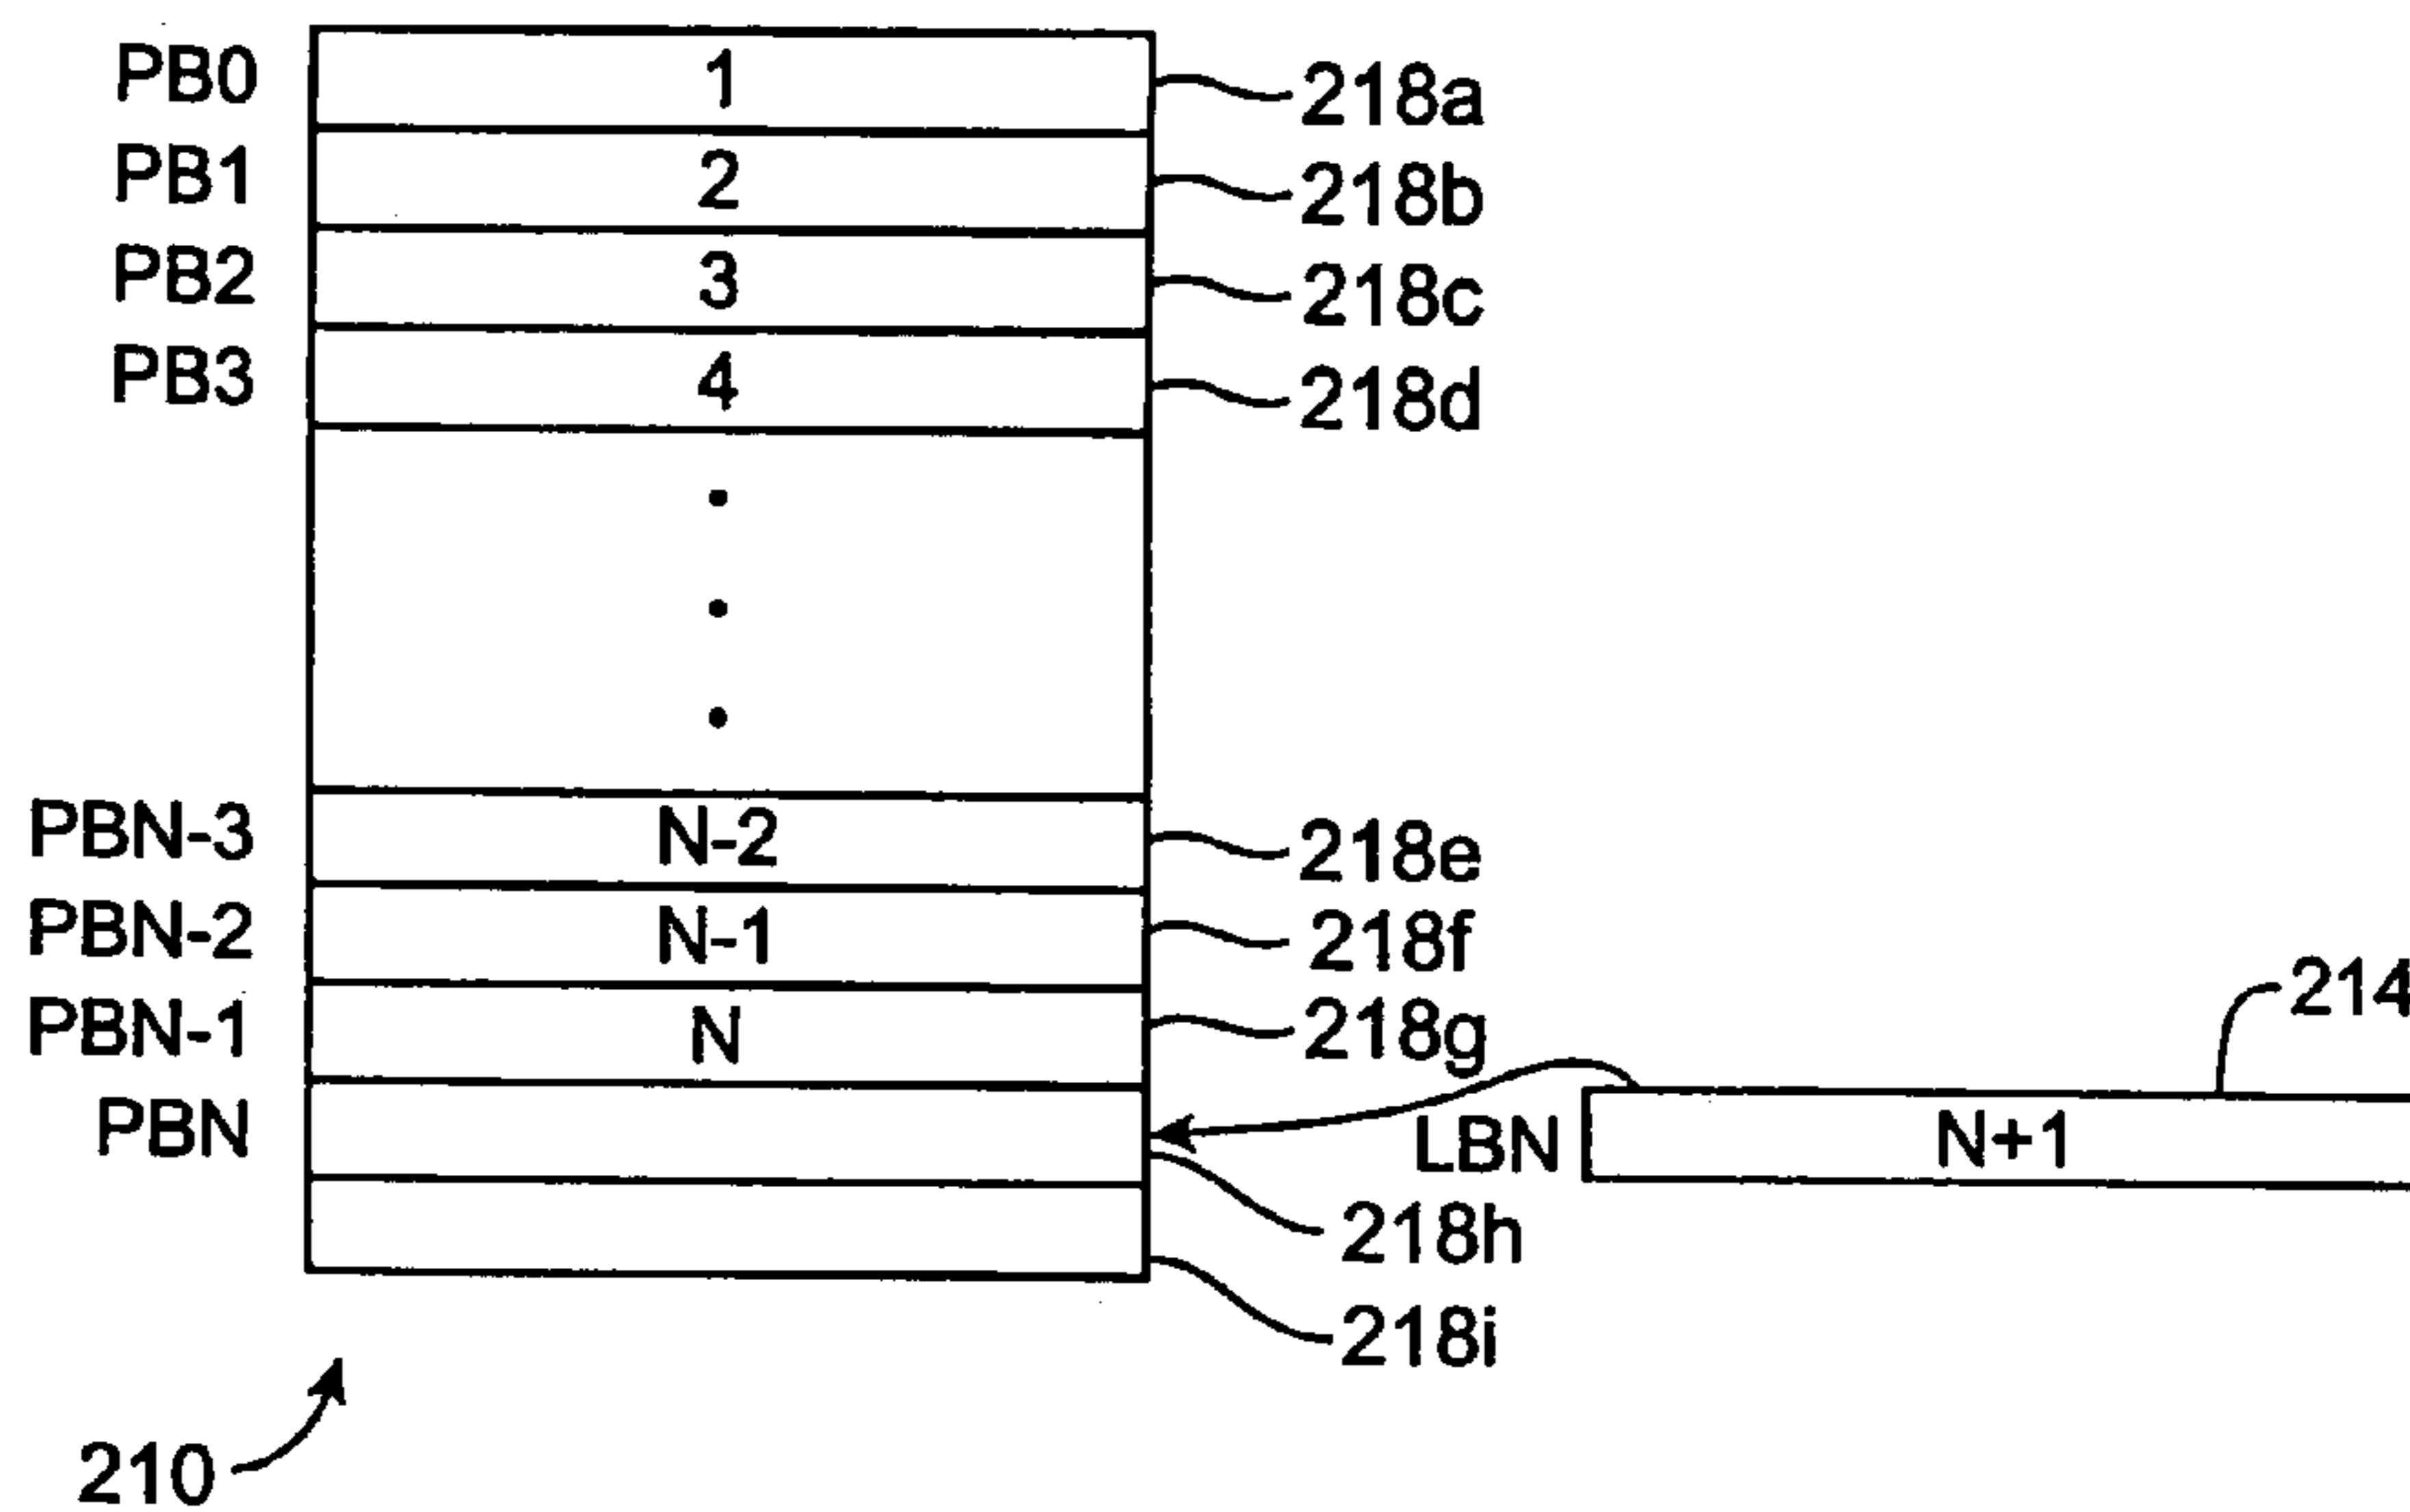 PB0 1 218a
PB1 2 218b
PB2 3 218c
PB3 4 218d
PBN-3 N-2 218e
PBN-2 N-1 218f
PBN-1 N 218g
214
PBN LBN N+1
218h
218i
210